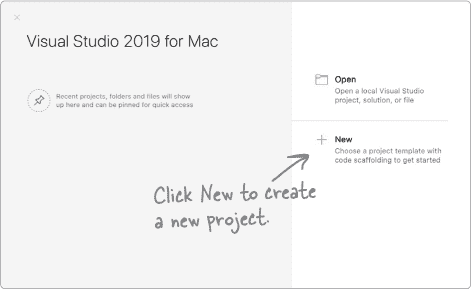 Visual Studio 2019 for Mac
Recent projects, folders and files will show
up here and can be pinned for quick access
Open
Open a local Visual Studio
project, solution, or file
New
Choose a project template with
code scaffolding to get started
Click New to create
a new project.